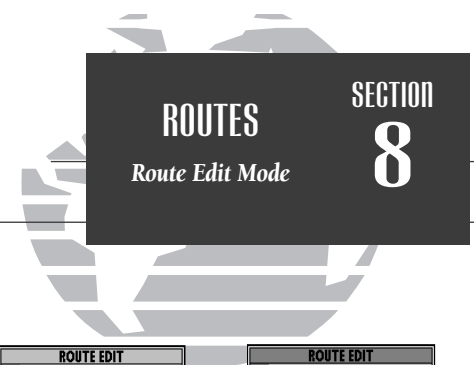 ROUTES
Route Edit Mode
SECTION
8
ROUTE EDIT
ROUTE EDIT